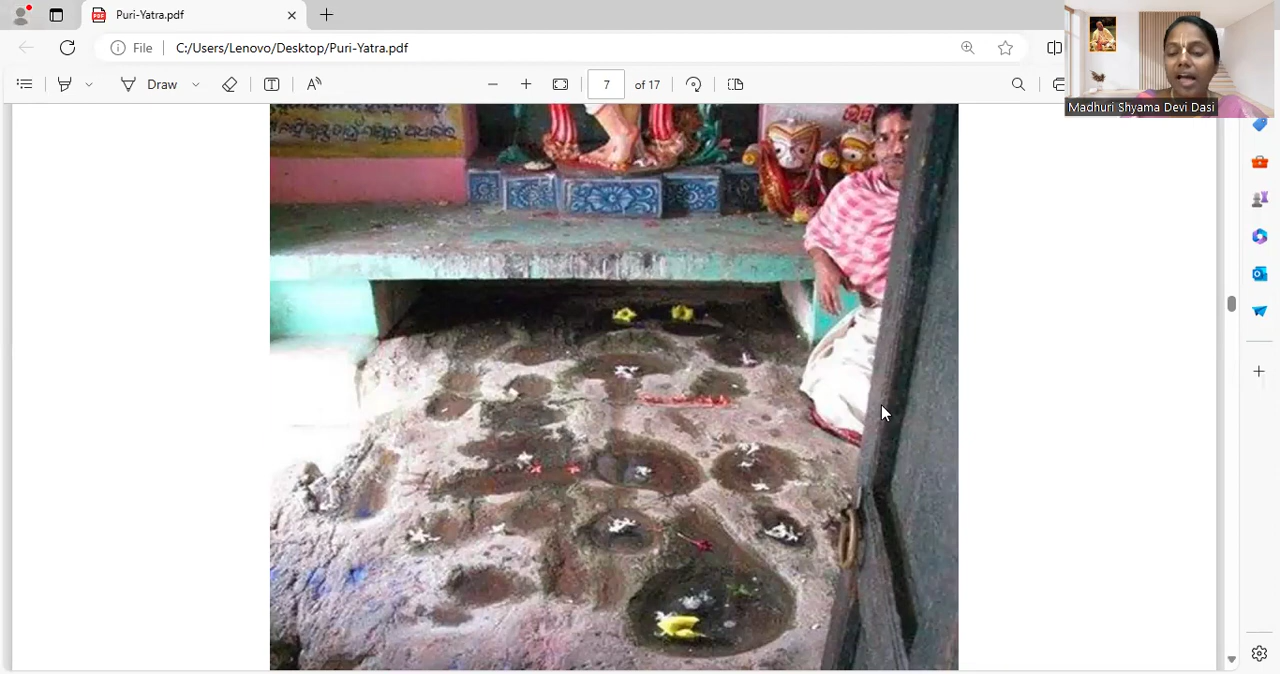 Puri-Yatra.pdf
File
C:/Users/Lenovo/Desktop/Puri-Yatra.pdf
Draw
7
of 17
Madhuri Shyama Devi Dasi